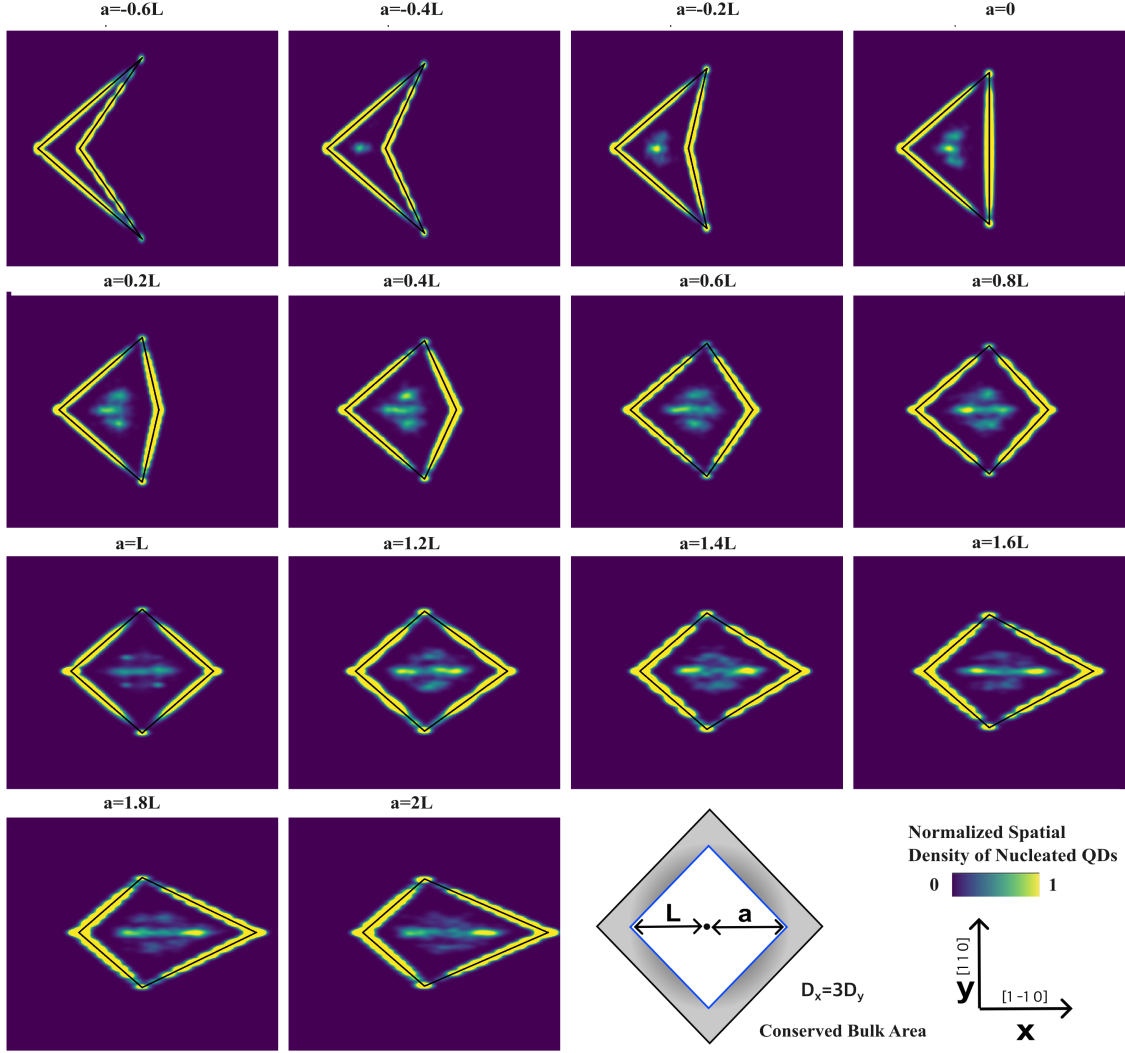 a=-0.6L
a=-0.4L
a=-0.2L
a=0
a=0.2L
a=0.4L
a=0.6L
a=0.8L
a=L
a=1.2L
a=1.4L
a=1.6L
a=1.8L
a=2L
L
a
Dx=3Dy
Conserved Bulk Area
Normalized Spatial
Density of Nucleated QDs
0
1
y
[1 1 0]
[1 -1 0]
x